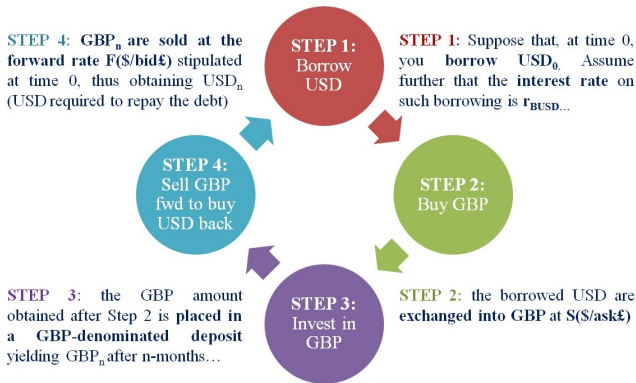 STEP 4: GBPn are sold at the
forward rate F($/bid£) stipulated
at time 0, thus obtaining USDn
(USD required to repay the debt)
STEP 1:
Borrow
USD
STEP 1: Suppose that, at time 0,
you borrow USD0. Assume
further that the interest rate on
such borrowing is rBUSD...
STEP 4:
Sell GBP
fwd to buy
USD back
STEP 2:
Buy GBP
STEP 3: the GBP amount
obtained after Step 2 is placed in
a GBP-denominated deposit
yielding GBPn after n-months…
STEP 3:
Invest in
GBP
STEP 2: the borrowed USD are
exchanged into GBP at S($/ask£)